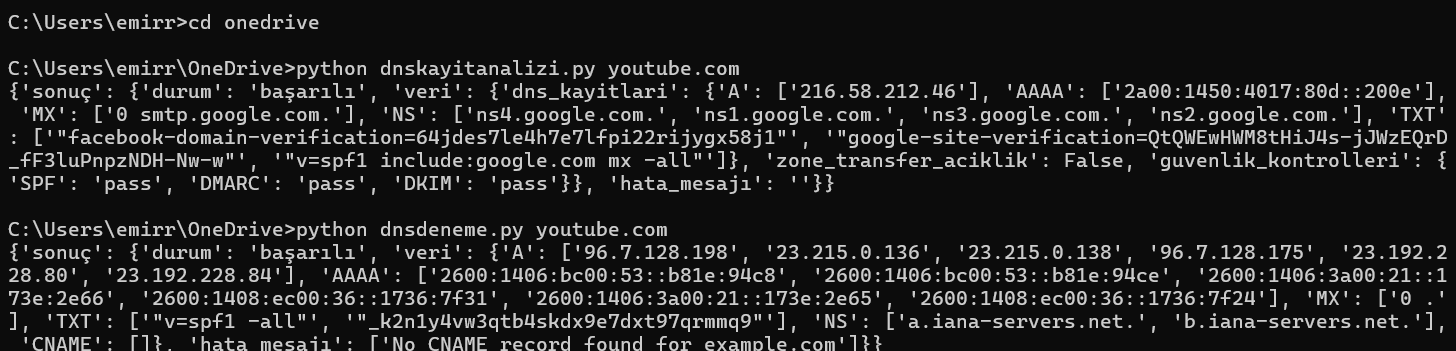 C:\Users\emirr>cd onedrive
C:\Users\emirr\OneDrive>python dnskayitanalizi.py youtube.com
{'sonuç': {'durum': 'başarılı', 'veri': {'dns_kayitlari': {'A': ['216.58.212.46'], 'AAAA': ['2a00:1450:4017:80d::200e'],
 'MX': ['0 smtp.google.com.'], 'NS': ['ns4.google.com.', 'ns1.google.com.', 'ns3.google.com.', 'ns2.google.com.'], 'TXT'
: ['"facebook-domain-verification=64jdes7le4h7e7lfpi22rijygx58j1"', '"google-site-verification=QtQWEwHWM8tHiJ4s-jJWzEQrD
_fF3luPnpzNDH-Nw-w"', '"v=spf1 include:google.com mx -all"']}, 'zone_transfer_aciklik': False, 'guvenlik_kontrolleri': {
'SPF': 'pass', 'DMARC': 'pass', 'DKIM': 'pass'}}, 'hata_mesajı': ''}}
C:\Users\emirr\OneDrive>python dnsdeneme.py youtube.com
{'sonuç': {'durum': 'başarılı', 'veri': {'A': ['96.7.128.198', '23.215.0.136', '23.215.0.138', '96.7.128.175', '23.192.2
28.80', '23.192.228.84'], 'AAAA': ['2600:1406:bc00:53::b81e:94c8', '2600:1406:bc00:53::b81e:94ce', '2600:1406:3a00:21::1
73e:2e66', '2600:1408:ec00:36::1736:7f31', '2600:1406:3a00:21::173e:2e65', '2600:1408:ec00:36::1736:7f24'], 'MX': ['0 .'
], 'TXT': ['"v=spf1 -all"', '"_k2n1y4vw3qtb4skdx9e7dxt97qrmmq9"'], 'NS': ['a.iana-servers.net.', 'b.iana-servers.net.'],
 'CNAME': []}, 'hata_mesajı': ['No CNAME record found for example.com']}}